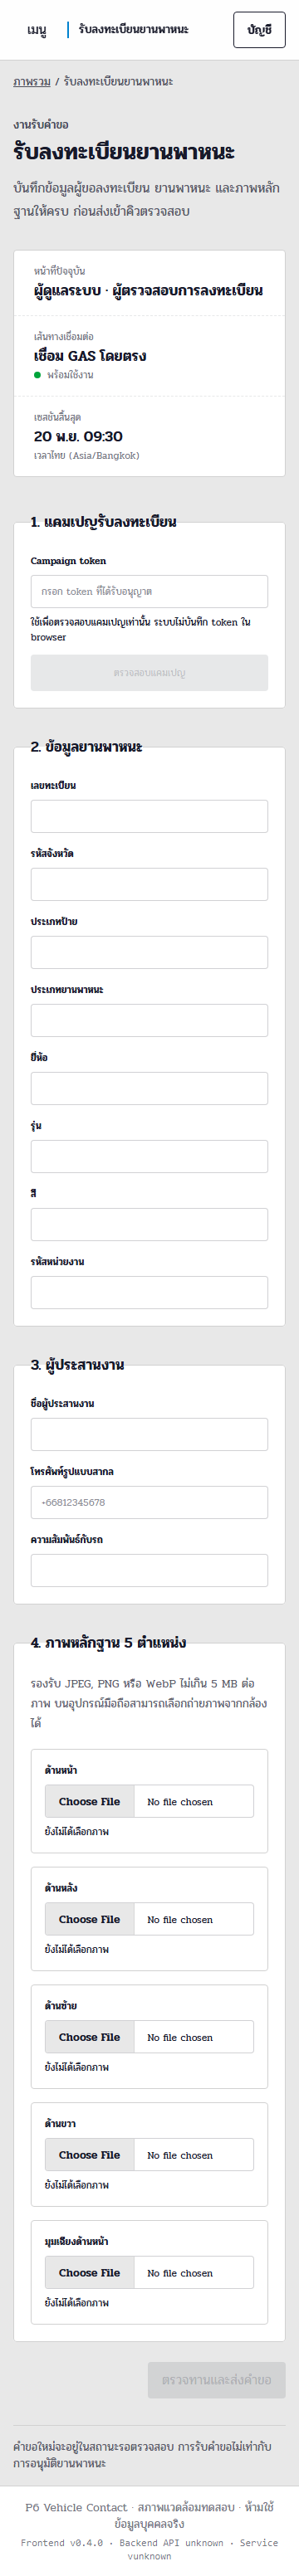 เมนู
รับลงทะเบียนยานพาหนะ
บัญชี
ภาพรวม / รับลงทะเบียนยานพาหนะ
งานรับคำขอ
รับลงทะเบียนยานพาหนะ
บันทึกข้อมูลผู้ขอลงทะเบียน ยานพาหนะ และภาพหลัก
ฐานให้ครบ ก่อนส่งเข้าคิวตรวจสอบ
หน้าที่ปัจจุบัน
ผู้ดูแลระบบ · ผู้ตรวจสอบการลงทะเบียน
เส้นทางเชื่อมต่อ
เชื่อม GAS โดยตรง
พร้อมใช้งาน
เซสชันสิ้นสุด
20 พ.ย. 09:30
เวลาไทย (Asia/Bangkok)
1. แคมเปญรับลงทะเบียน
Campaign token
กรอก token ที่ได้รับอนุญาต
ใช้เพื่อตรวจสอบแคมเปญเท่านั้น ระบบไม่บันทึก token ใน
browser
ตรวจสอบแคมเปญ
2. ข้อมูลยานพาหนะ
เลขทะเบียน
รหัสจังหวัด
ประเภทป้าย
ประเภทยานพาหนะ
ยี่ห้อ
รุ่น
สี
รหัสหน่วยงาน
3. ผู้ประสานงาน
ชื่อผู้ประสานงาน
โทรศัพท์รูปแบบสากล
+66812345678
ความสัมพันธ์กับรถ
4. ภาพหลักฐาน 5 ตำแหน่ง
รองรับ JPEG, PNG หรือ WebP ไม่เกิน 5 MB ต่อ
ภาพ บนอุปกรณ์มือถือสามารถเลือกถ่ายภาพจากกล้อง
ได้
ด้านหน้า
Choose File No file chosen
ยังไม่ได้เลือกภาพ
ด้านหลัง
Choose File No file chosen
ยังไม่ได้เลือกภาพ
ด้านซ้าย
Choose File No file chosen
ยังไม่ได้เลือกภาพ
ด้านขวา
Choose File No file chosen
ยังไม่ได้เลือกภาพ
มุมเฉียงด้านหน้า
Choose File No file chosen
ยังไม่ได้เลือกภาพ
ตรวจทานและส่งคำขอ
คำขอใหม่จะอยู่ในสถานะรอตรวจสอบ การรับคำขอไม่เท่ากับ
การอนุมัติยานพาหนะ
P6 Vehicle Contact · สภาพแวดล้อมทดสอบ · ห้ามใช้
ข้อมูลบุคคลจริง
Frontend v0.4.0 · Backend API unknown · Service
vunknown